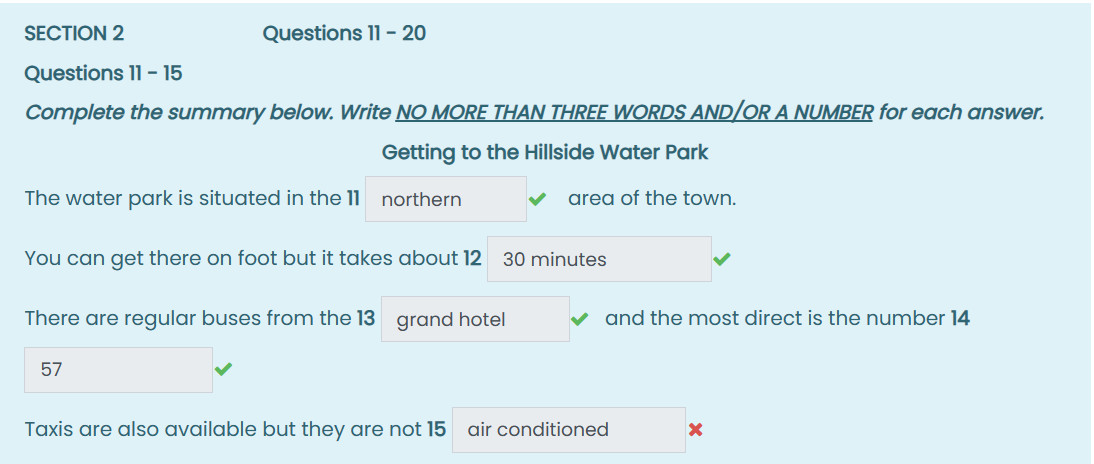 SECTION 2 Questions 11 - 20
Questions 11 - 15
Complete the summary below. Write NO MORE THAN THREE WORDS AND/OR A NUMBER for each answer.
Getting to the Hillside Water Park
The water park is situated in the 11 northern area of the town.
You can get there on foot but it takes about 12 30 minutes
There are regular buses from the 13 grand hotel and the most direct is the number 14
57
Taxis are also available but they are not 15 air conditioned